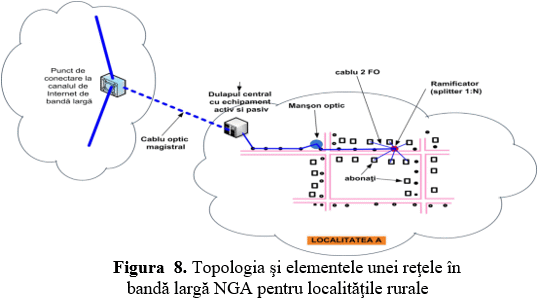 Punct de
conectare la
canalul de
Internet de
bandă largă
Cablu optic
magistral
Dulapul central
cu echipament
activ si pasiv
Manşon optic
cablu 2 FO
Ramificator
(splitter 1:N)
abonaţi
LOCALITATEA A
Figura 8. Topologia şi elementele unei reţele în
bandă largă NGA pentru localităţile rurale